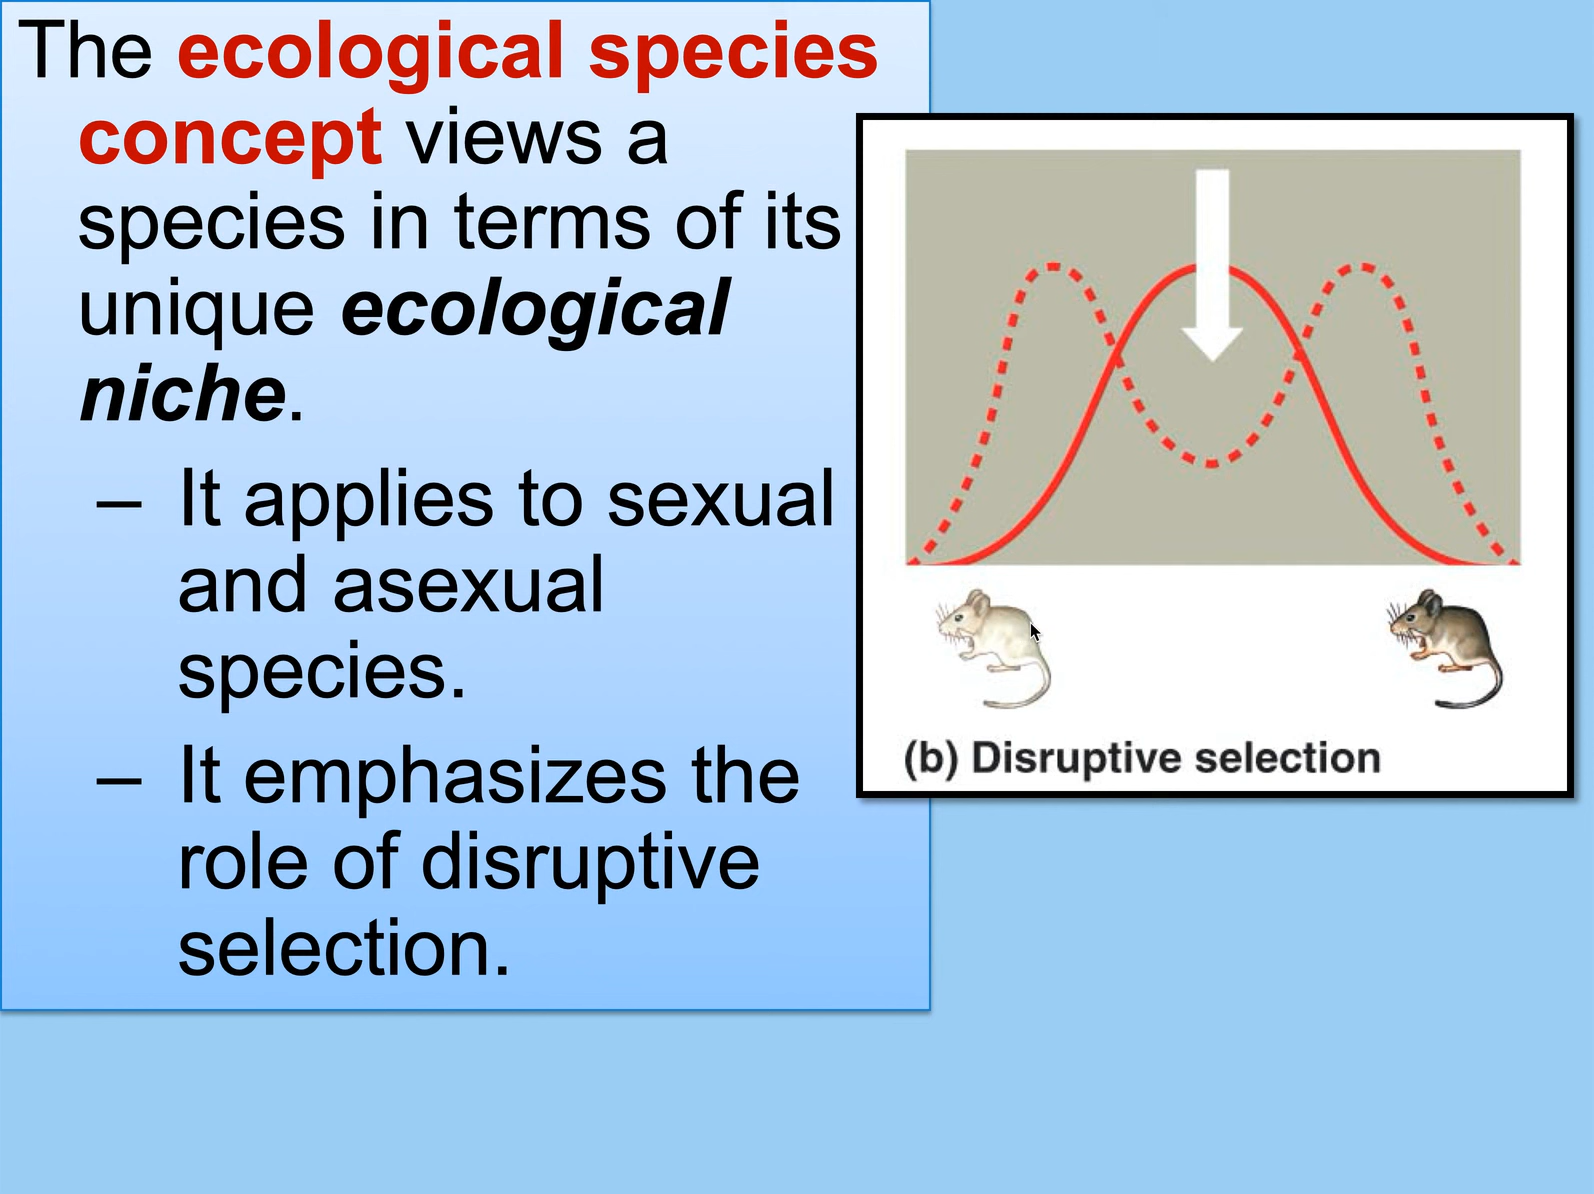 The ecological species
concept views a
species in terms of its
unique ecological
niche.
– It applies to sexual
and asexual
species.
– It emphasizes the
role of disruptive
selection.
(b) Disruptive selection